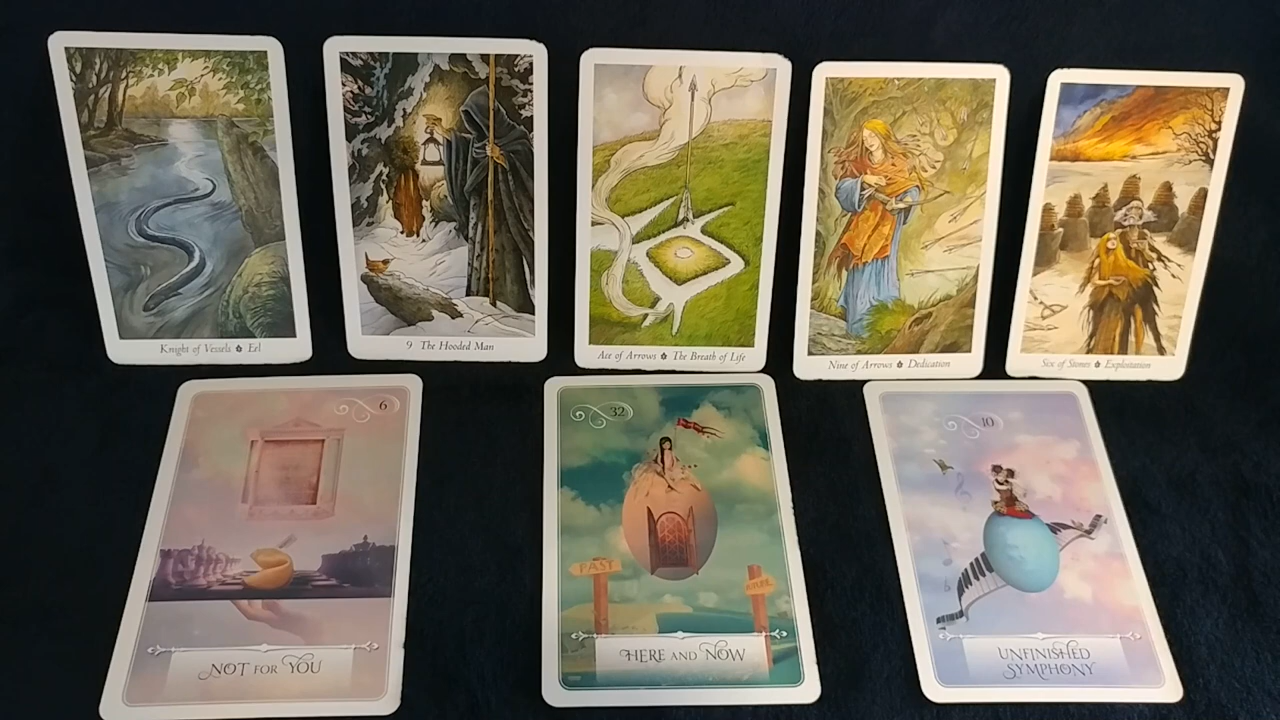 Knight of Vessels Eel
9 The Hooded Man
Ace of Arrows The Breath of Life
Nine of Arrows Dedication
Six of Stones Exploitation
6
NOT FOR YOU
32
PAST
FUTURE
HERE AND NOW
10
UNFINISHED
SYMPHONY